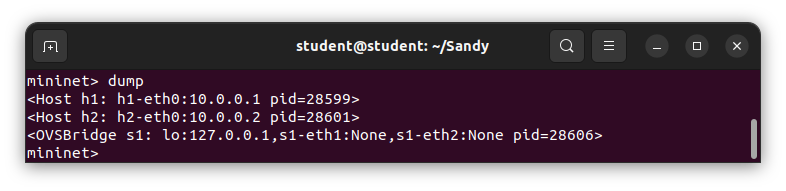 student@student: ~/Sandy
mininet> dump
<Host h1: h1-eth0:10.0.0.1 pid=28599>
<Host h2: h2-eth0:10.0.0.2 pid=28601>
<OVSBridge s1: lo:127.0.0.1,s1-eth1:None,s1-eth2:None pid=28606>
mininet>